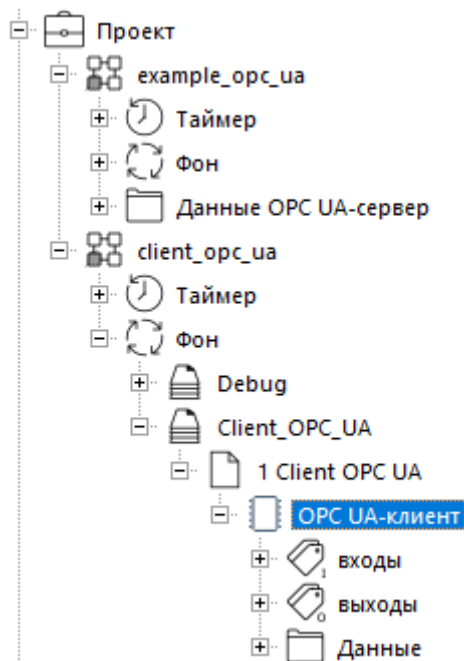 Проект
example_opc_ua
Таймер
Фон
Данные OPC UA-сервер
client_opc_ua
Таймер
Фон
Debug
Client_OPC_UA
1 Client OPC UA
OPC UA-клиент
входы
выходы
Данные